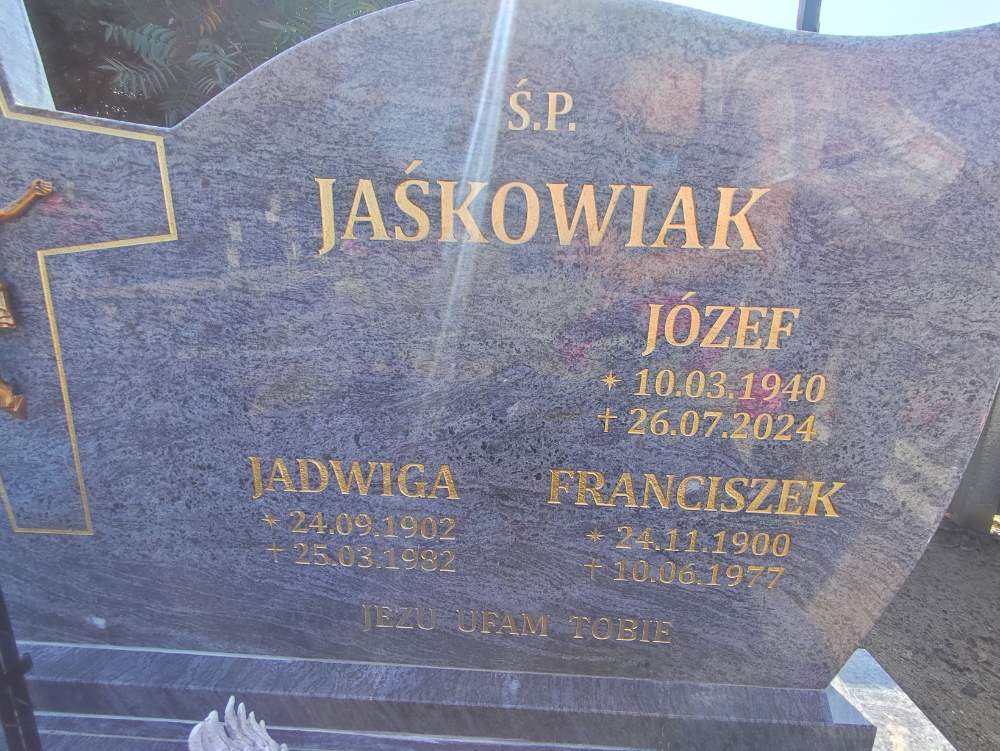 Ś.P.
JAŚKOWIAK
JÓZEF
✶ 10.03.1940
† 26.07.2024
JADWIGA
✶ 24.09.1902
† 25.03.1982
FRANCISZEK
✶ 24.11.1900
† 10.06.1977
JEZU UFAM TOBIE